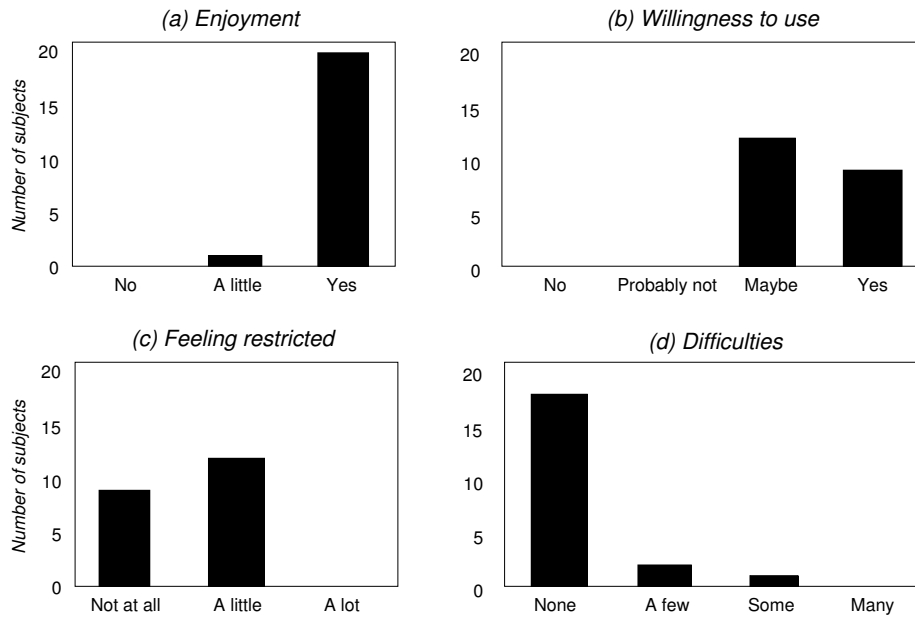 (a) Enjoyment
Number of subjects
20
15
10
5
0
No A little Yes
(b) Willingness to use
20
15
10
5
0
No Probably not Maybe Yes
(c) Feeling restricted
Number of subjects
20
15
10
5
0
Not at all A little A lot
(d) Difficulties
20
15
10
5
0
None A few Some Many